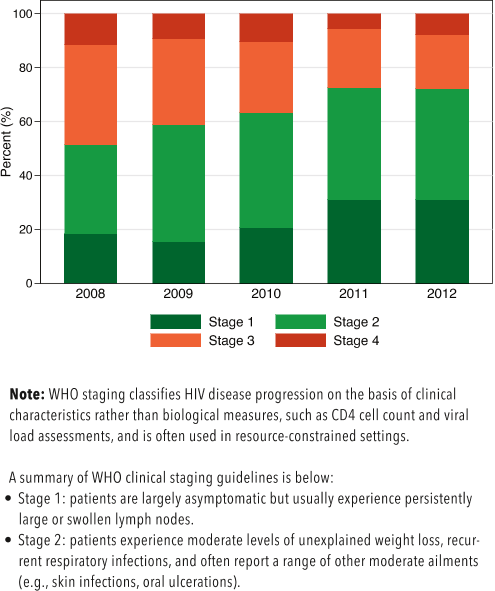 100
80
60
40
20
0
Percent (%)
2008 2009 2010 2011 2012
Stage 1 Stage 2
Stage 3 Stage 4
Note: WHO staging classifies HIV disease progression on the basis of clinical
characteristics rather than biological measures, such as CD4 cell count and viral
load assessments, and is often used in resource-constrained settings.
A summary of WHO clinical staging guidelines is below:
• Stage 1: patients are largely asymptomatic but usually experience persistently
large or swollen lymph nodes.
• Stage 2: patients experience moderate levels of unexplained weight loss, recur-
rent respiratory infections, and often report a range of other moderate ailments
(e.g., skin infections, oral ulcerations).